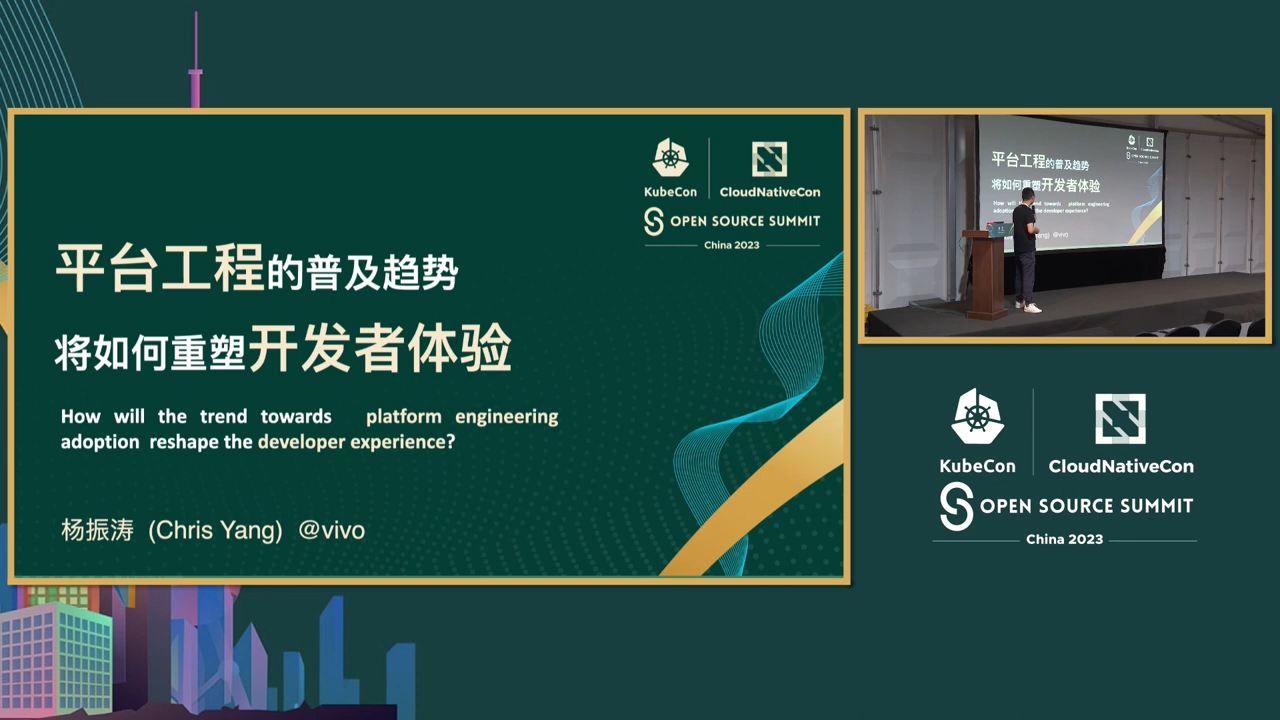 KubeCon
CloudNativeCon
OPEN SOURCE SUMMIT
China 2023
平台工程的普及趋势
将如何重塑开发者体验
How will the trend towards platform engineering
adoption reshape the developer experience?
杨振涛 (Chris Yang) @vivo
平台工程的普及趋势
将如何重塑开发者体验
KubeCon
CloudNativeCon
OPEN SOURCE SUMMIT
China 2023